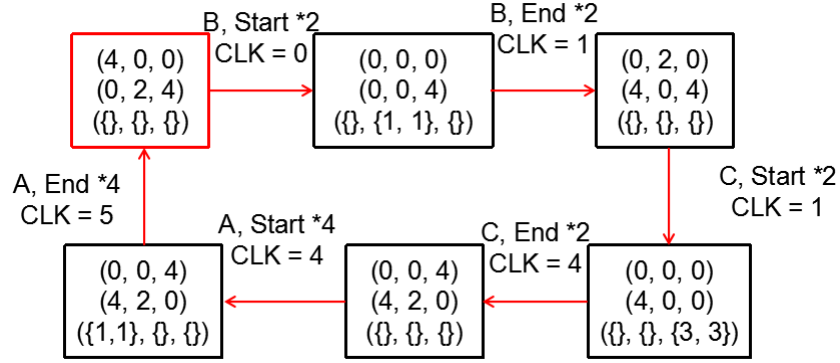 B, Start *2
CLK = 0
B, End *2
CLK = 1
(4, 0, 0)
(0, 2, 4)
({}, {}, {})
(0, 0, 0)
(0, 0, 4)
({}, {1, 1}, {})
(0, 2, 0)
(4, 0, 4)
({}, {}, {})
A, End *4
CLK = 5
A, Start *4
CLK = 4
C, End *2
CLK = 4
C, Start *2
CLK = 1
(0, 0, 4)
(4, 2, 0)
({1,1}, {}, {})
(0, 0, 4)
(4, 2, 0)
({}, {}, {})
(0, 0, 0)
(4, 0, 0)
({}, {}, {3, 3})